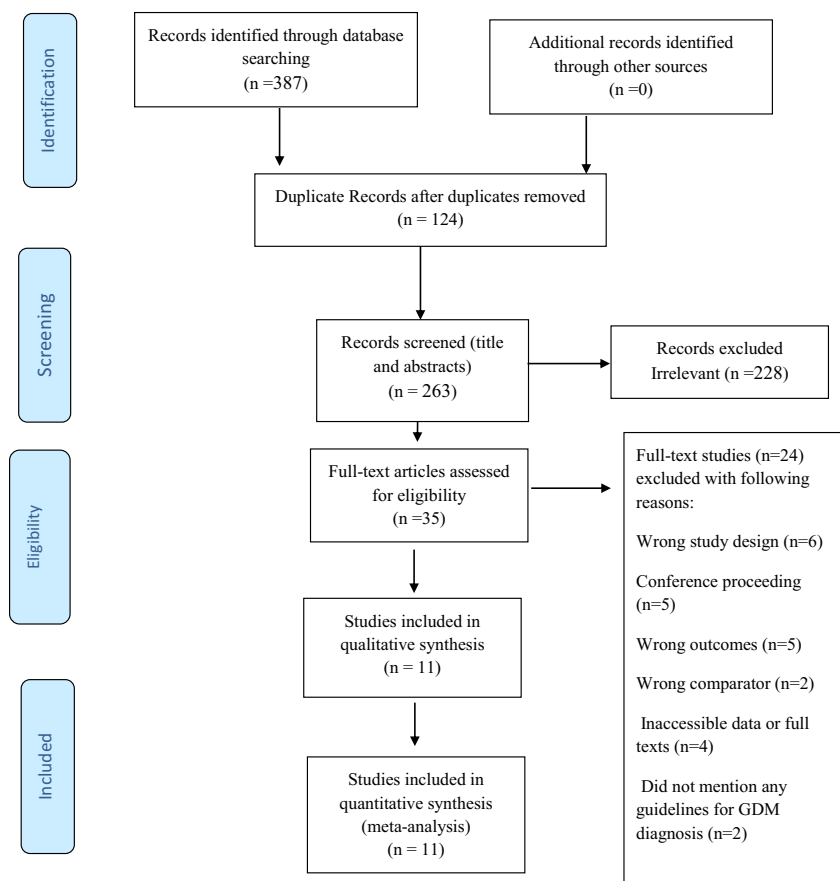 Identification
Records identified through database
searching
(n =387)
Additional records identified
through other sources
(n =0)
Duplicate Records after duplicates removed
(n = 124)
Screening
Records screened (title
and abstracts)
n = 263)
Records excluded
Irrelevant (n =228)
Eligibility
Full-text articles assessed
for eligibility
(n =35)
Full-text studies (n=24)
excluded with following
reasons:
Wrong study design (n=6)
Conference proceeding
(n=5)
Wrong outcomes (n=5)
Wrong comparator (n=2)
Inaccessible data or full
texts (n=4)
Did not mention any
guidelines for GDM
diagnosis (n=2)
Studies included in
qualitative synthesis
(n = 11)
Included
Studies included in
quantitative synthesis
(meta-analysis)
n = 11)